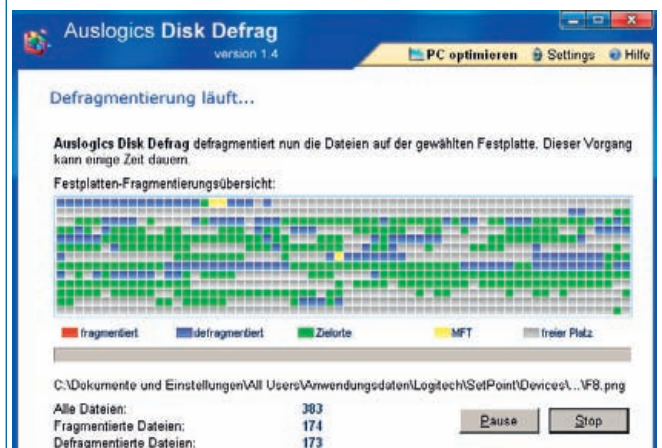 Auslogics Disk Defrag
version 1.4
PC optimieren Settings Hilfe
Defragmentierung läuft...
Auslogics Disk Defrag defragmentiert nun die Dateien auf der gewählten Festplatte. Dieser Vorgang
kann einige Zeit dauern.
Festplatten-Fragmentierungsübersicht:
fragmentiert defragmentiert Zielorte MFT freier Platz
C:\Dokumente und Einstellungen\All Users\Anwendungsdaten\Logitech\SetPoint\Devices\...\F8.png
Alle Dateien: 383
Fragmentierte Dateien: 174
Defragmentierte Dateien: 173
Pause Stop